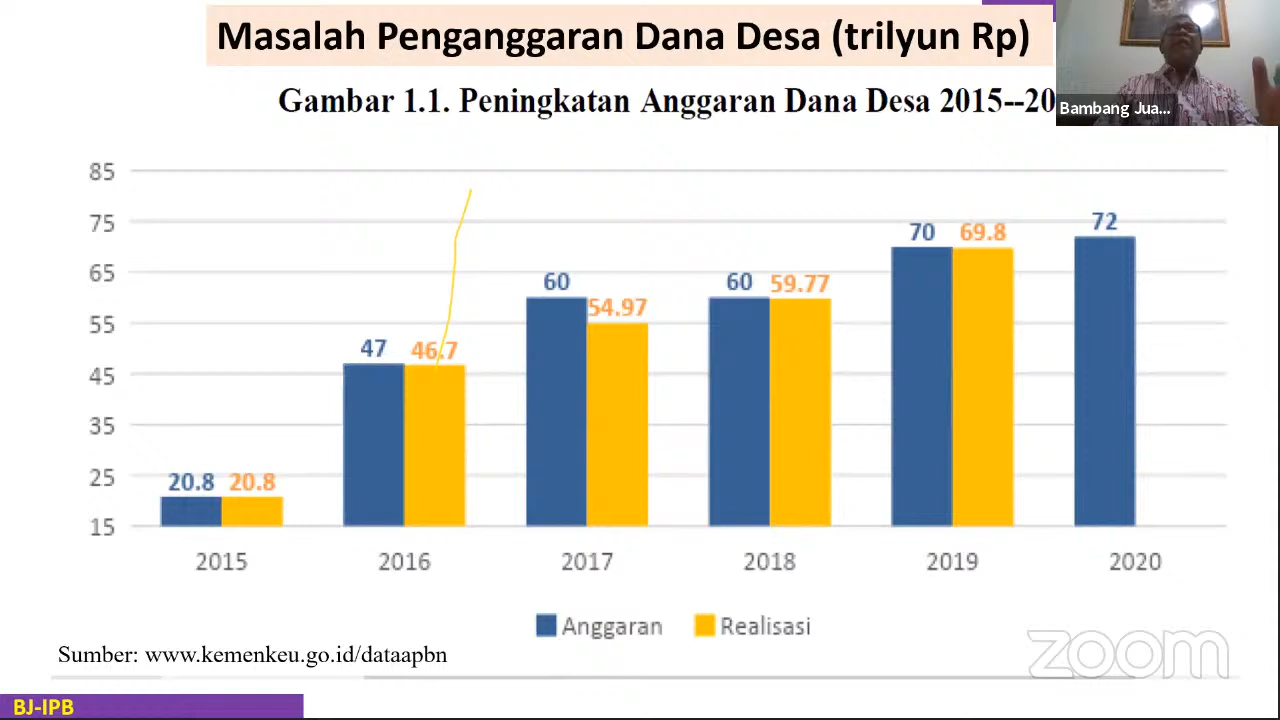 Masalah Penganggaran Dana Desa (trilyun Rp)
Gambar 1.1. Peningkatan Anggaran Dana Desa 2015--20
Bambang Jua...
85
75
65
55
45
35
25
15
20.8 20.8
47 46.7
60 54.97
60 59.77
70 69.8
72
2015 2016 2017 2018 2019 2020
Anggaran Realisasi
Sumber: www.kemenkeu.go.id/dataapbn
zoom
BJ-IPB